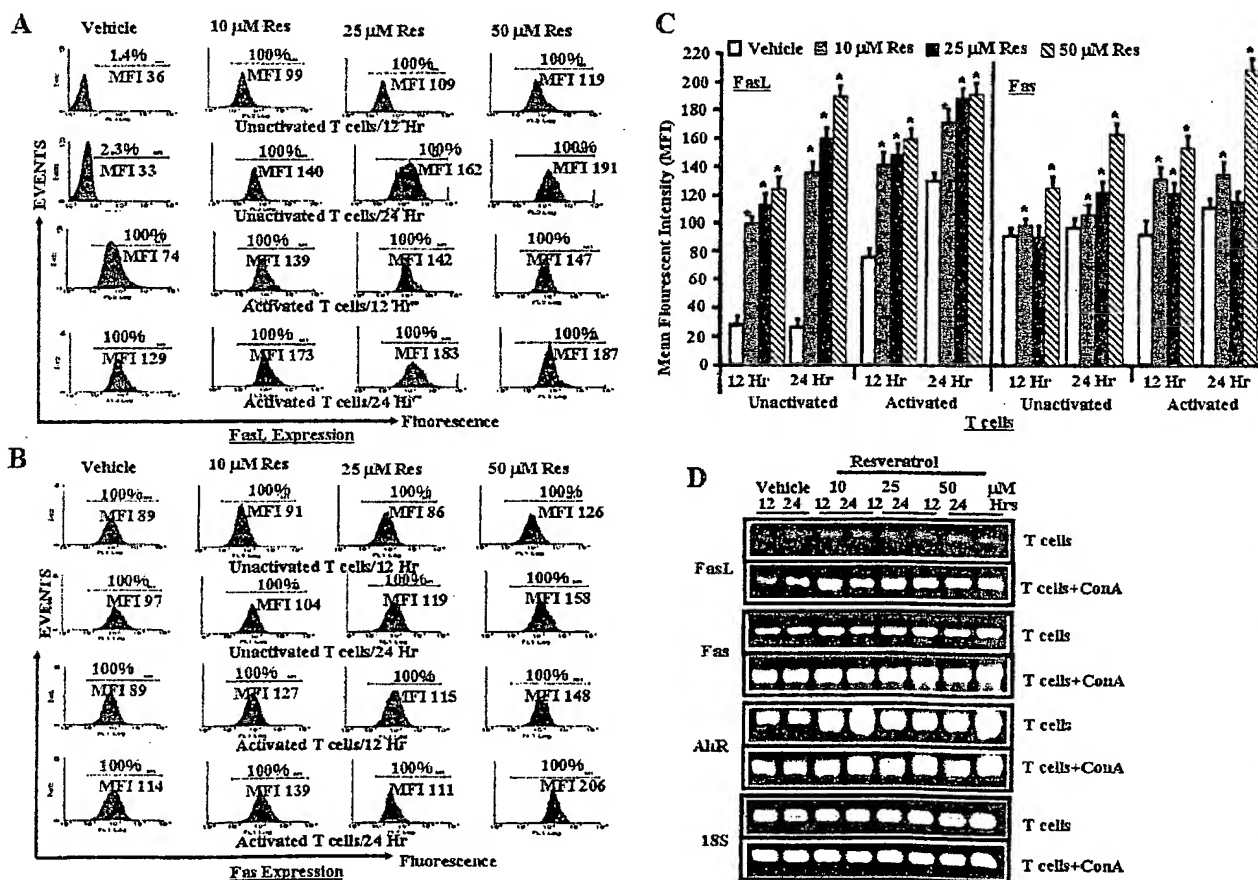 A
Vehicle 10 µM Res 25 µM Res 50 µM Res
1.4% 100% 100% 100%
MFI 36 MFI 99 MFI 109 MFI 119
Unactivated T cells/12 Hr
2.3% 100% 100% 100%
MFI 33 MFI 140 MFI 162 MFI 191
Unactivated T cells/24 Hr
100% 100% 100% 100%
MFI 74 MFI 139 MFI 142 MFI 147
Activated T cells/12 Hr
100% 100% 100% 100%
MFI 129 MFI 173 MFI 183 MFI 187
Activated T cells/24 Hr
EVENTS
Fluorescence
FasL Expression
B
Vehicle 10 µM Res 25 µM Res 50 µM Res
100% 100% 100% 100%
MFI 89 MFI 91 MFI 86 MFI 126
Unactivated T cells/12 Hr
100% 100% 100% 100%
MFI 97 MFI 104 MFI 119 MFI 158
Unactivated T cells/24 Hr
100% 100% 100% 100%
MFI 89 MFI 127 MFI 115 MFI 148
Activated T cells/12 Hr
100% 100% 100% 100%
MFI 114 MFI 139 MFI 111 MFI 206
Activated T cells/24 Hr
EVENTS
Fluorescence
Fas Expression
C
Vehicle 10 µM Res 25 µM Res 50 µM Res
FasL Fas
Mean Flourescent Intensity (MFI)
220
200
180
160
140
120
100
80
60
40
20
0
12 Hr 24 Hr 12 Hr 24 Hr 12 Hr 24 Hr 12 Hr 24 Hr
Unactivated Activated Unactivated Activated
T cells
D
Resveratrol
Vehicle 10 25 50 µM
12 24 12 24 12 24 12 24 Hrs
FasL
T cells
T cells+ConA
Fas
T cells
T cells+ConA
AhR
T cells
T cells+ConA
18S
T cells
T cells+ConA